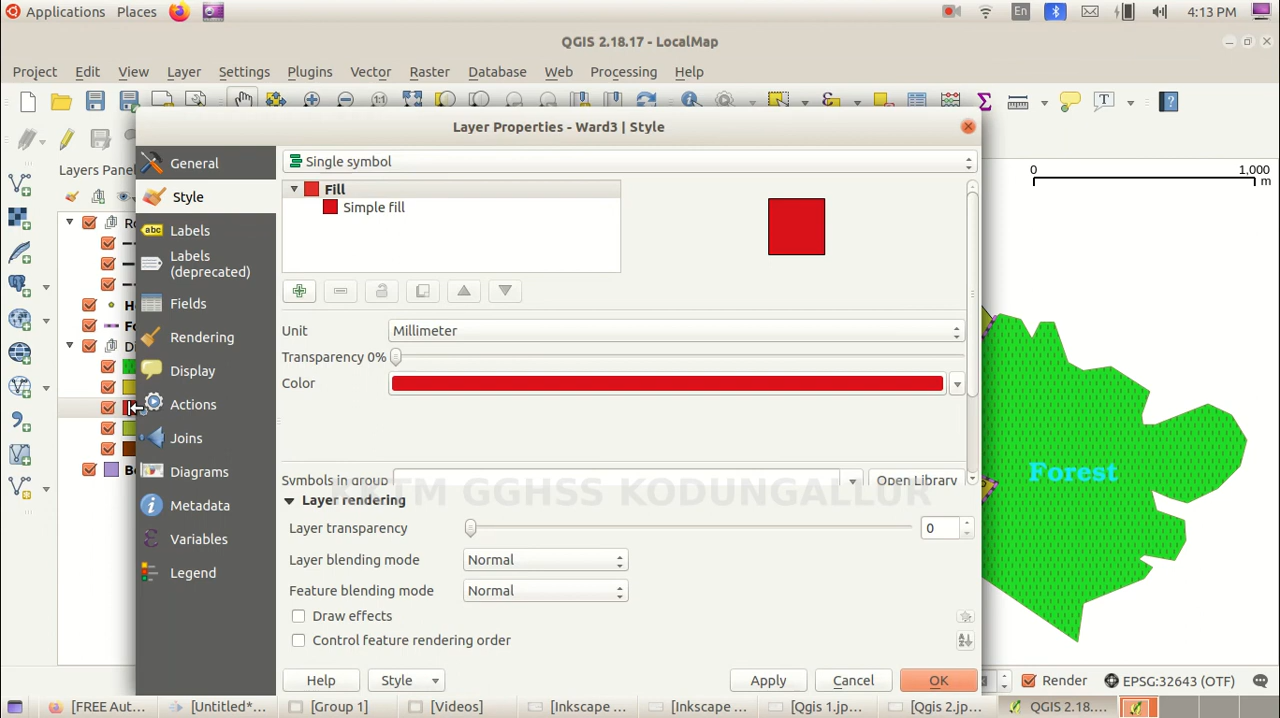 Applications Places En 4:13 PM
QGIS 2.18.17 - LocalMap
Project Edit View Layer Settings Plugins Vector Raster Database Web Processing Help
Layer Properties - Ward3 | Style
Layers Pane
General
Style
Labels
Labels
(deprecated)
Fields
Rendering
Display
Actions
Joins
Diagrams
Metadata
Variables
Legend
Single symbol
Fill
Simple fill
Unit Millimeter
Transparency 0%
Color
Symbols in group Open Library
GGHSS KODUNGALLUR
Layer rendering
Layer transparency 0
Layer blending mode Normal
Feature blending mode Normal
Draw effects
Control feature rendering order
Help Style Apply Cancel OK
0 1,000
m
Forest
Render EPSG:32643 (OTF)
[FREE Aut... [Untitled*... [Group 1] [Videos] [Inkscape ... [Inkscape ... [Qgis 1.jp... [Qgis 2.jp... QGIS 2.18....